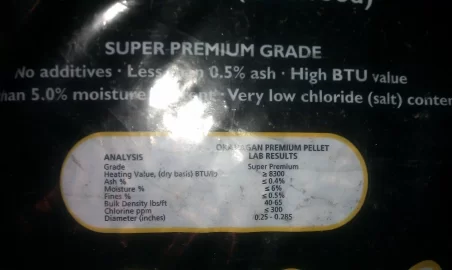 SUPER PREMIUM GRADE
No additives · Less than 0.5% ash · High BTU value
than 5.0% moisture · Very low chloride (salt)
OKANAGAN PREMIUM PELLET
ANALYSIS LAB RESULTS
Grade Super Premium
Heating Value, (dry basis) BTU/lb ≥ 8300
Ash % ≤ 0.4%
Moisture % ≤ 6%
Fines % ≤ 0.5%
Bulk Density lbs/ft 40-65
Chlorine ppm ≤ 300
Diameter (inches) 0.25 - 0.285